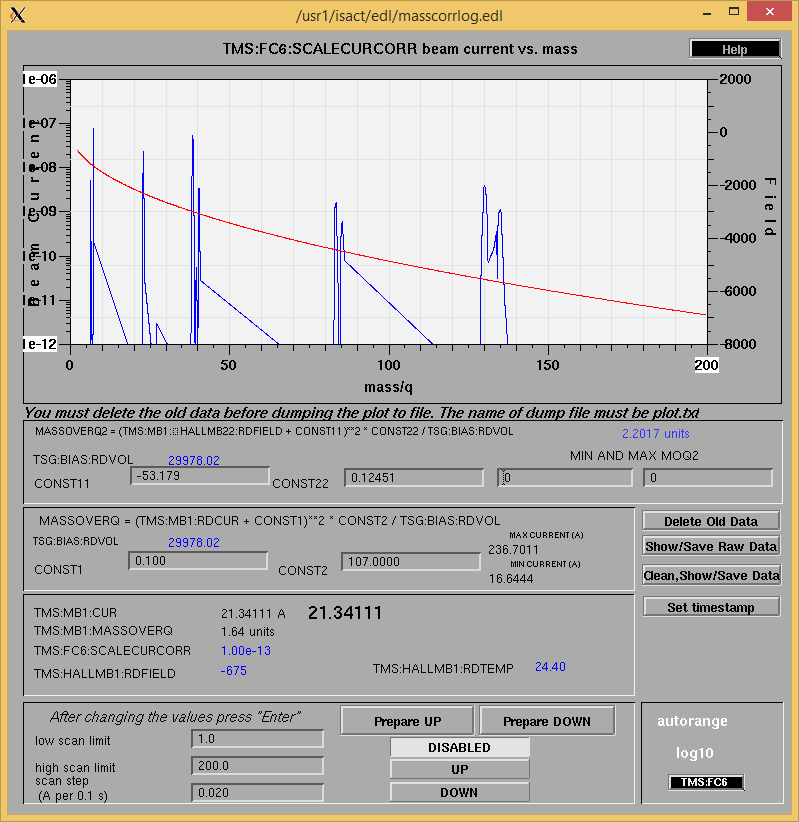 /usr1/isact/edl/masscorrlog.edl
TMS:FC6:SCALECURCORR beam current vs. mass
Help
1e-06
1e-07
1e-08
1e-09
1e-10
1e-11
1e-12
Beam Current
2000
0
-2000
-4000
-6000
-8000
Field
0 50 100 150 200
mass/q
You must delete the old data before dumping the plot to file. The name of dump file must be plot.txt
HALLMB22:RDFIELD + CONST11)**2 * CONST22 / TSG:BIAS:RDVOL
MASSOVERQ2 = (TMS:MB1:
2.2017 units
MIN AND MAX MOQ2
TSG:BIAS:RDVOL 29978.02
CONST11 -53.179 CONST22 0.12451 0 0
MASSOVERQ = (TMS:MB1:RDCUR + CONST1)**2 * CONST2 / TSG:BIAS:RDVOL
TSG:BIAS:RDVOL 29978.02
MAX CURRENT (A)
236.7011
CONST1 0.100 CONST2 107.0000
MIN CURRENT (A)
16.6444
Delete Old Data
Show/Save Raw Data
Clean,Show/Save Data
Set timestamp
TMS:MB1:CUR 21.34111 A 21.34111
TMS:MB1:MASSOVERQ 1.64 units
TMS:FC6:SCALECURCORR 1.00e-13
TMS:HALLMB1:RDFIELD -675
TMS:HALLMB1:RDTEMP 24.40
After changing the values press "Enter"
low scan limit 1.0
high scan limit 200.0
scan step
(A per 0.1 s) 0.020
Prepare UP Prepare DOWN
DISABLED
UP
DOWN
autorange
log10
TMS:FC6